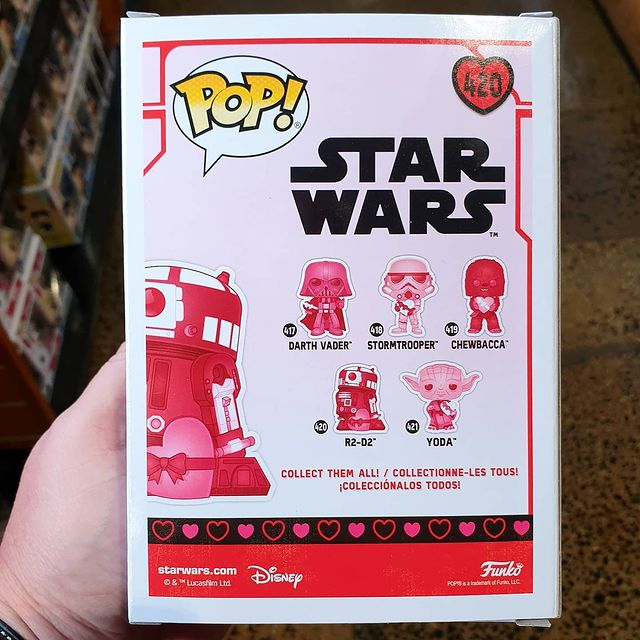 POP!
420
STAR
WARS™
417
DARTH VADER™
418
STORMTROOPER™
419
CHEWBACCA™
420
R2-D2™
421
YODA™
COLLECT THEM ALL! / COLLECTIONNE-LES TOUS!
¡COLECCIÓNALOS TODOS!
starwars.com
© & ™ Lucasfilm Ltd.
Disney
Funko
POP!® is a trademark of Funko, LLC.